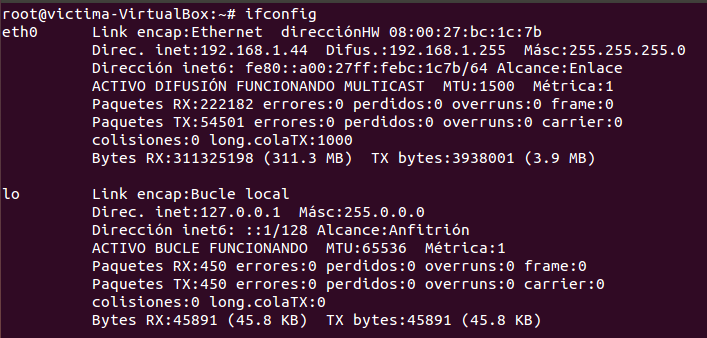 root@victima-VirtualBox:~# ifconfig
eth0      Link encap:Ethernet  direcciónHW 08:00:27:bc:1c:7b
          Direc. inet:192.168.1.44  Difus.:192.168.1.255  Másc:255.255.255.0
          Dirección inet6: fe80::a00:27ff:febc:1c7b/64 Alcance:Enlace
          ACTIVO DIFUSIÓN FUNCIONANDO MULTICAST  MTU:1500  Métrica:1
          Paquetes RX:222182 errores:0 perdidos:0 overruns:0 frame:0
          Paquetes TX:54501 errores:0 perdidos:0 overruns:0 carrier:0
          colisiones:0 long.colaTX:1000
          Bytes RX:311325198 (311.3 MB)  TX bytes:3938001 (3.9 MB)

lo        Link encap:Bucle local
          Direc. inet:127.0.0.1  Másc:255.0.0.0
          Dirección inet6: ::1/128 Alcance:Anfitrión
          ACTIVO BUCLE FUNCIONANDO  MTU:65536  Métrica:1
          Paquetes RX:450 errores:0 perdidos:0 overruns:0 frame:0
          Paquetes TX:450 errores:0 perdidos:0 overruns:0 carrier:0
          colisiones:0 long.colaTX:0
          Bytes RX:45891 (45.8 KB)  TX bytes:45891 (45.8 KB)